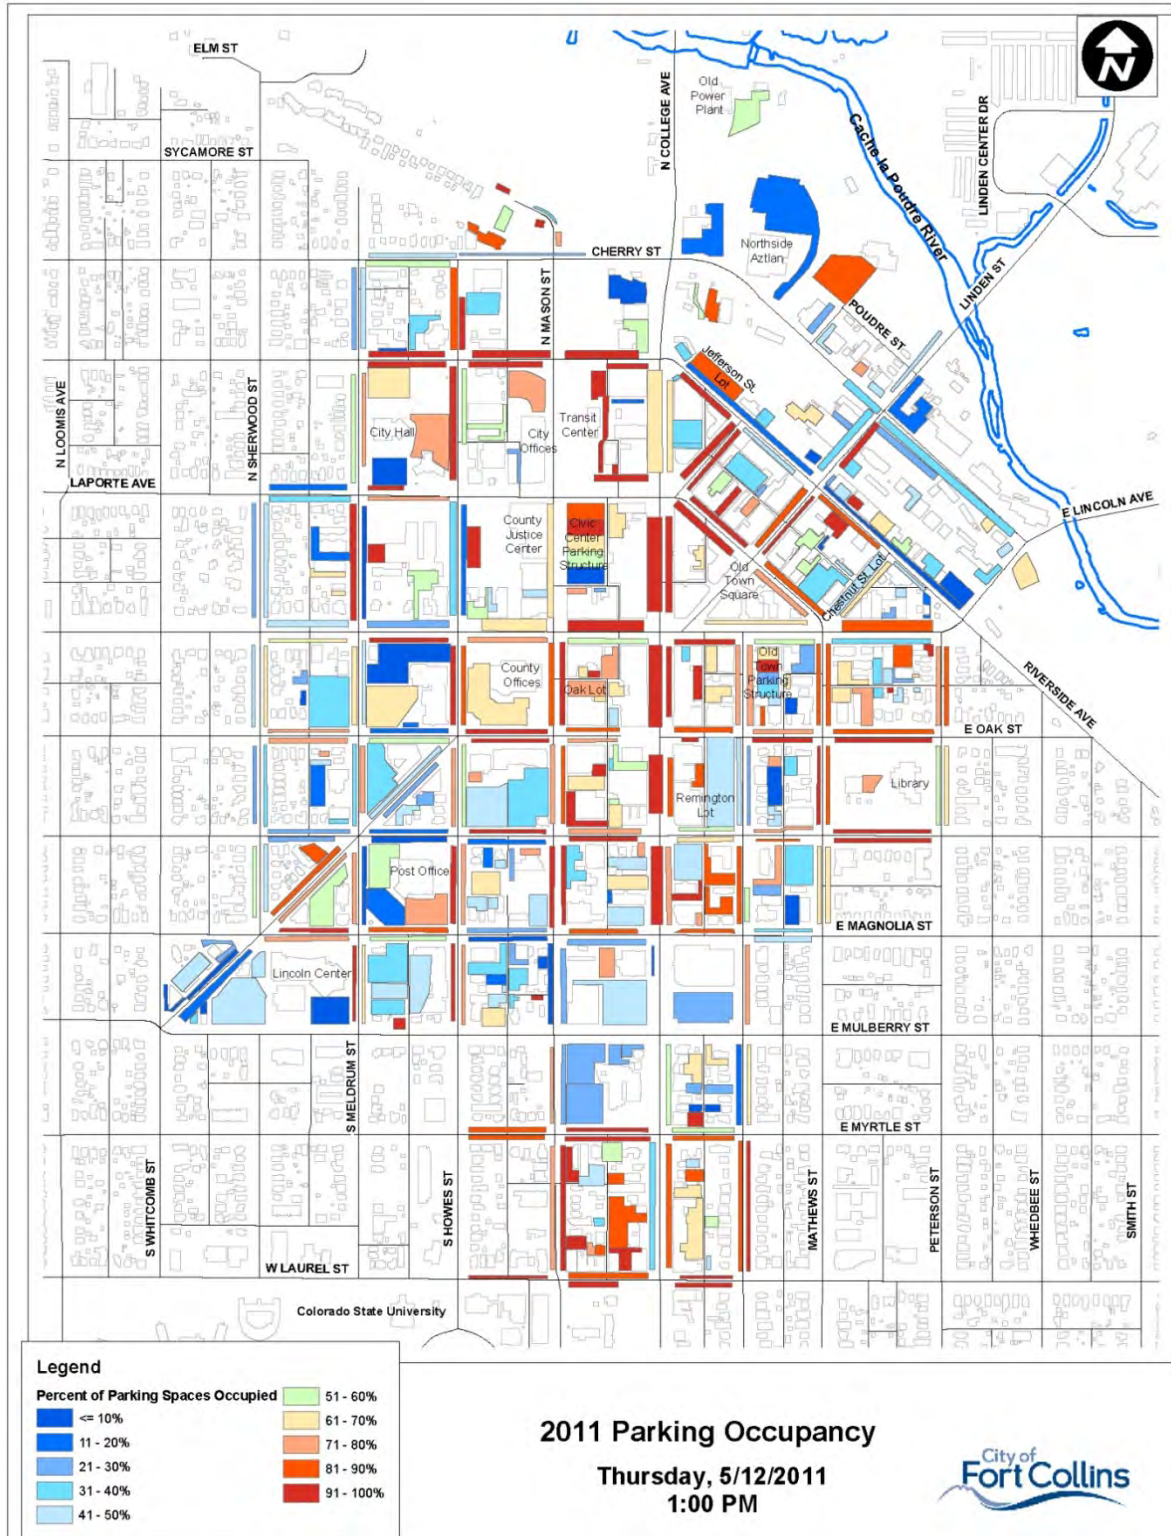 ELM ST
SYCAMORE ST
N COLLEGE AVE
Old
Power
Plant
Cache la Poudre River
LINDEN CENTER DR
N
CHERRY ST
Northside
Aztlan
LINDEN ST
POUDRE ST
N MASON ST
Jefferson St.
Lot
N LOOMIS AVE
N SHERWOOD ST
City Hall
City
Offices
Transit
Center
LAPORTE AVE
E LINCOLN AVE
County
Justice
Center
Civic
Center
Parking
Structure
Old
Town
Square
Chestnut St. Lot
County
Offices
Oak Lot
Old
Town
Parking
Structure
RIVERSIDE AVE
E OAK ST
Remington
Lot
Library
Post Office
E MAGNOLIA ST
Lincoln Center
E MULBERRY ST
S MELDRUM ST
E MYRTLE ST
S WHITCOMB ST
S HOWES ST
MATHEWS ST
PETERSON ST
WHEDBEE ST
SMITH ST
W LAUREL ST
Colorado State University
Legend
Percent of Parking Spaces Occupied
<= 10%
11 - 20%
21 - 30%
31 - 40%
41 - 50%
51 - 60%
61 - 70%
71 - 80%
81 - 90%
91 - 100%
2011 Parking Occupancy
Thursday, 5/12/2011
1:00 PM
City of
Fort Collins